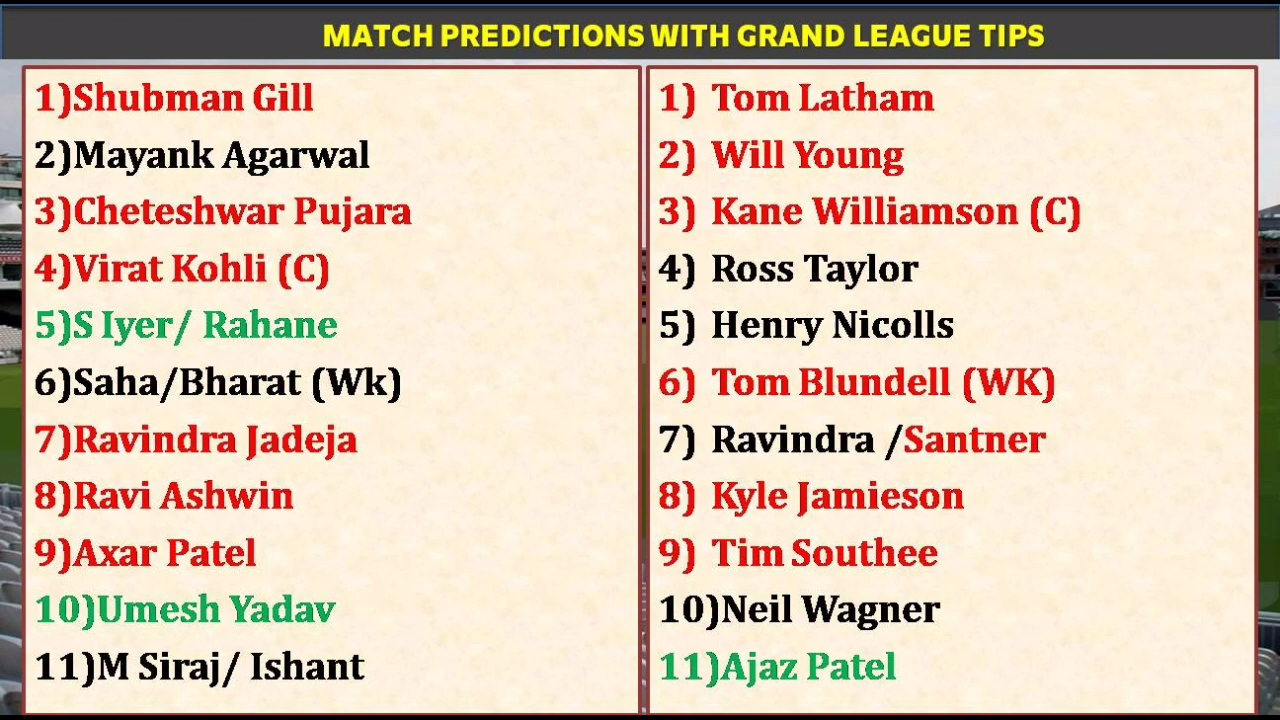 MATCH PREDICTIONS WITH GRAND LEAGUE TIPS
1)Shubman Gill
2)Mayank Agarwal
3)Cheteshwar Pujara
4)Virat Kohli (C)
5)S Iyer/ Rahane
6)Saha/Bharat (Wk)
7)Ravindra Jadeja
8)Ravi Ashwin
9)Axar Patel
10)Umesh Yadav
11)M Siraj/ Ishant
1) Tom Latham
2) Will Young
3) Kane Williamson (C)
4) Ross Taylor
5) Henry Nicolls
6) Tom Blundell (WK)
7) Ravindra /Santner
8) Kyle Jamieson
9) Tim Southee
10)Neil Wagner
11)Ajaz Patel